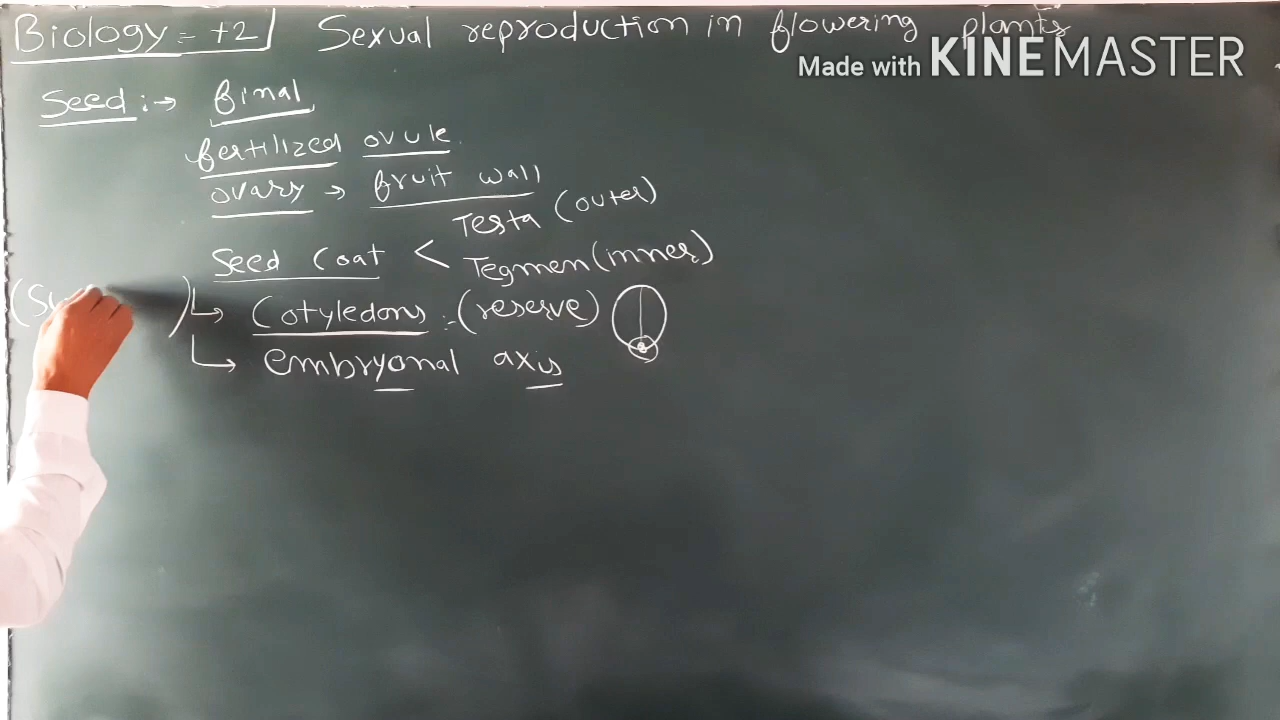 Biology :- +2 Sexual reproduction in flowering plants
Made with KINEMASTER
Seed :→ final
fertilized ovule
ovary → fruit wall
Testa (outer)
Seed Coat <
Tegmen (inner)
Cotyledons :- (reserve)
embryonal axis